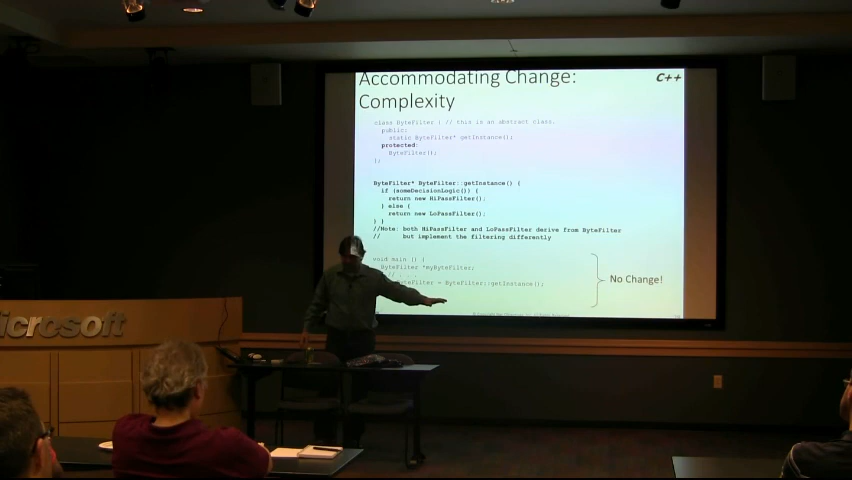 Accommodating Change:
C++
Complexity
class ByteFilter { // this is an abstract class.
public:
static ByteFilter* getInstance();
protected:
ByteFilter();
};
ByteFilter* ByteFilter::getInstance() {
if (someDecisionLogic()) {
return new HiPassFilter();
} else {
return new LoPassFilter();
} }
//Note: both HiPassFilter and LoPassFilter derive from ByteFilter
// but implement the filtering differently
void main () {
ByteFilter *myByteFilter;
// . . .
ByteFilter = ByteFilter::getInstance();
No Change!
icrosoft